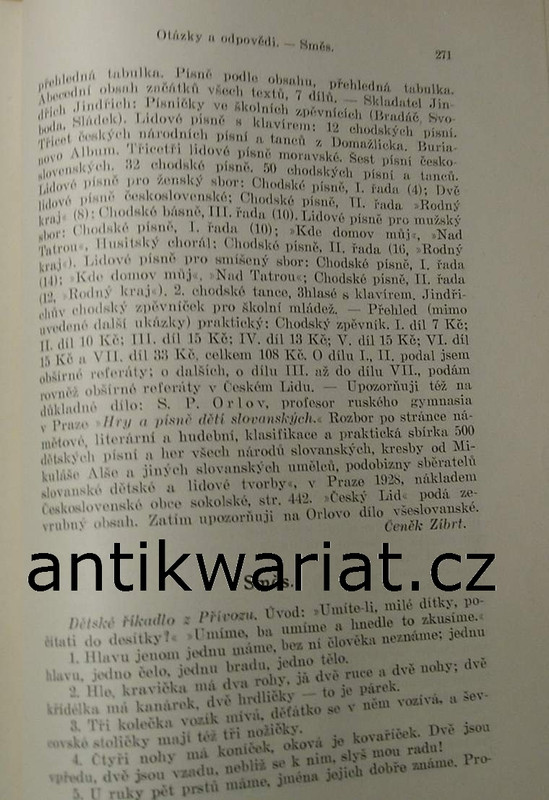 Otázky a odpovědi. — Směs.
271
přehledná tabulka. Písně podle obsahu, přehledná tabulka.
Abecední obsah začátků všech textů, 7 dílů. — Skladatel Jin-
dřich Jindřich: Písničky ve školních zpěvnících (Bradáč, Svo-
boda, Sládek). Lidové písně s klavírem: 12 chodských písní.
Třicet českých národních písní a tanců z Domažlicka. Buria-
novo Album. Třicetři lidové písně moravské. Šest písní česko-
slovenských. 32 chodské písně. 50 chodských písní a tanců.
Lidové písně pro ženský sbor: Chodské písně, I. řada (4); Dvě
lidové písně československé; Chodské písně, II. řada »Rodný
kraj« (8); Chodské básně, III. řada (10). Lidové písně pro mužský
sbor: Chodské písně, I. řada (10); »Kde domov můj«, »Nad
Tatrou«, Husitský chorál; Chodské písně, II. řada (16, »Rodný
kraj«). Lidové písně pro smíšený sbor: Chodské písně, I. řada
(14); »Kde domov můj«, »Nad Tatrou«; Chodské písně, II. řada
(12, »Rodný kraj«). 2. chodské tance, 3hlasé s klavírem. Jindři-
chův chodský zpěvníček pro školní mládež. — Přehled (mimo
uvedené další ukázky) praktický: Chodský zpěvník. I. díl 7 Kč;
II. díl 10 Kč; III. díl 15 Kč; IV. díl 13 Kč; V. díl 15 Kč; VI. díl
15 Kč a VII. díl 33 Kč, celkem 108 Kč. O dílu I., II. podal jsem
obšírné referáty; o dalších, o dílu III. až do dílu VII., podám
rovněž obšírné referáty v Českém Lidu. — Upozorňuji též na
důkladné dílo: S. P. Orlov, profesor ruského gymnasia
v Praze »Hry a písně dětí slovanských.« Rozbor po stránce ná-
mětové, literární a hudební, klasifikace a praktická sbírka 500
dětských písní a her všech národů slovanských, kresby od Mi-
kuláše Alše a jiných slovanských umělců, podobizny sběratelů
slovanské dětské a lidové tvorby«, v Praze 1928, nákladem
Československé obce sokolské, str. 442. »Český Lid« podá ze-
vrubný obsah. Zatím upozorňuji na Orlovo dílo všeslovanské.
Čeněk Zíbrt.
antikwariat.cz
Směs.
Dětské říkadlo z Přívozu. Úvod: »Umíte-li, milé dítky, po-
čítati do desítky?« »Umíme, ba umíme a hnedle to zkusíme.«
1. Hlavu jenom jednu máme, bez ní člověka neznáme; jednu
hlavu, jedno čelo, jednu bradu, jedno tělo.
2. Hle, kravička má dva rohy, já dvě ruce a dvě nohy; dvě
křidélka má kanárek, dvě hrdličky — to je párek.
3. Tři kolečka vozík mívá, děťátko se v něm vozívá, a šev-
covské stoličky mají též tři nožičky.
4. Čtyři nohy má koníček, oková je kovaříček. Dvě jsou
vpředu, dvě jsou vzadu, nebliž se k nim, slyš mou radu!
5. U ruky pět prstů máme, jména jejich dobře známe. Pro-